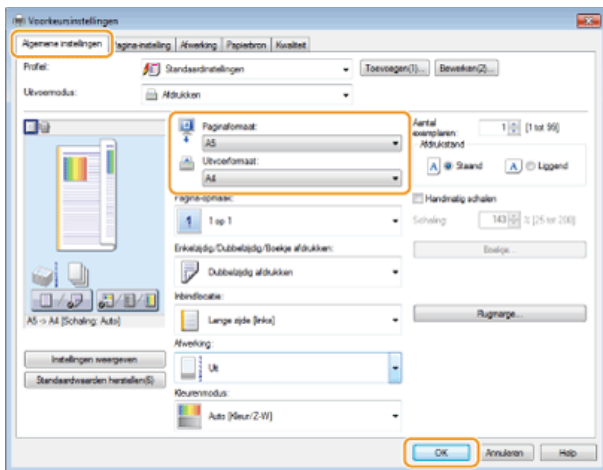 Voorkeursinstellingen
Algemene instellingen Pagina-instelling Afwerking Papierbron Kwaliteit
Profiel: Standaardinstellingen Toevoegen(1)... Bewerken(2)...
Uitvoermodus: Afdrukken
Paginaformaat:
A5
Uitvoerformaat:
A4
Aantal exemplaren: 1 [1 tot 99]
Afdrukstand
A Staand A Liggend
Pagina-opmaak:
1 1 op 1
Handmatig schalen
Schaling: 143 % [25 tot 200]
Enkelzijdig/Dubbelzijdig/Boekje afdrukken:
Dubbelzijdig afdrukken
Boekje...
Inbindlocatie:
Lange zijde [links]
Rugmarge...
A5 -> A4 [Schaling: Auto]
Afwerking:
Uit
Instellingen weergeven
Standaardwaarden herstellen(6)
Kleurenmodus:
Auto [Kleur/Z-W]
OK Annuleren Help